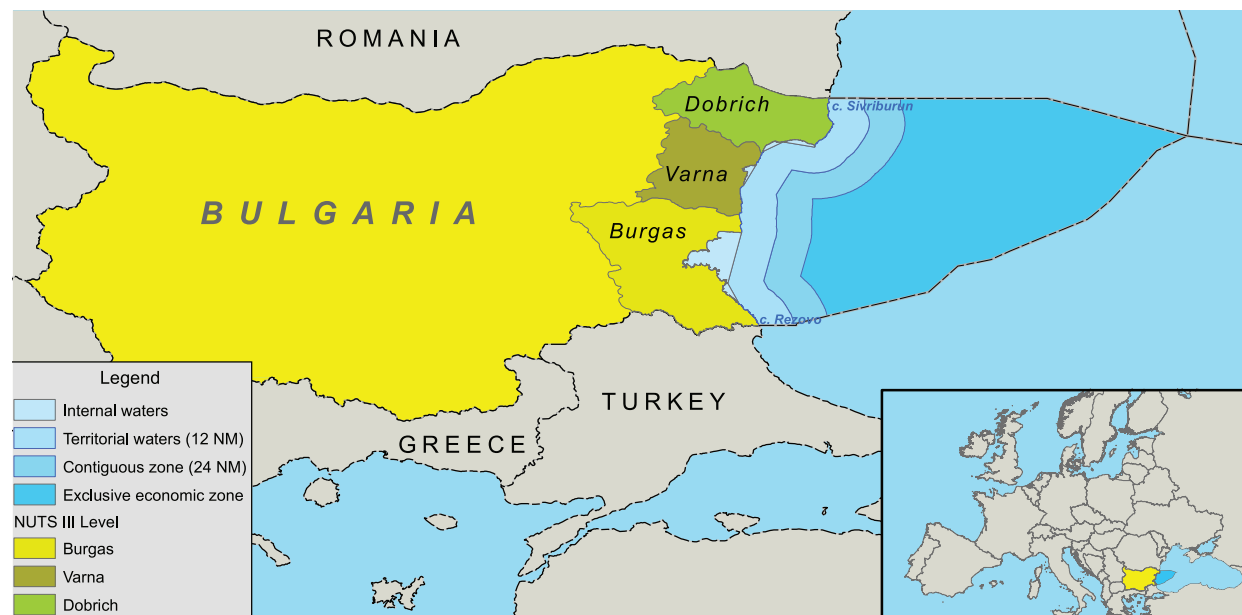 ROMANIA
Dobrich
c. Sivriburun
Varna
BULGARIA
Burgas
c. Rezovo
TURKEY
GREECE
Legend
Internal waters
Territorial waters (12 NM)
Contiguous zone (24 NM)
Exclusive economic zone
NUTS III Level
Burgas
Varna
Dobrich